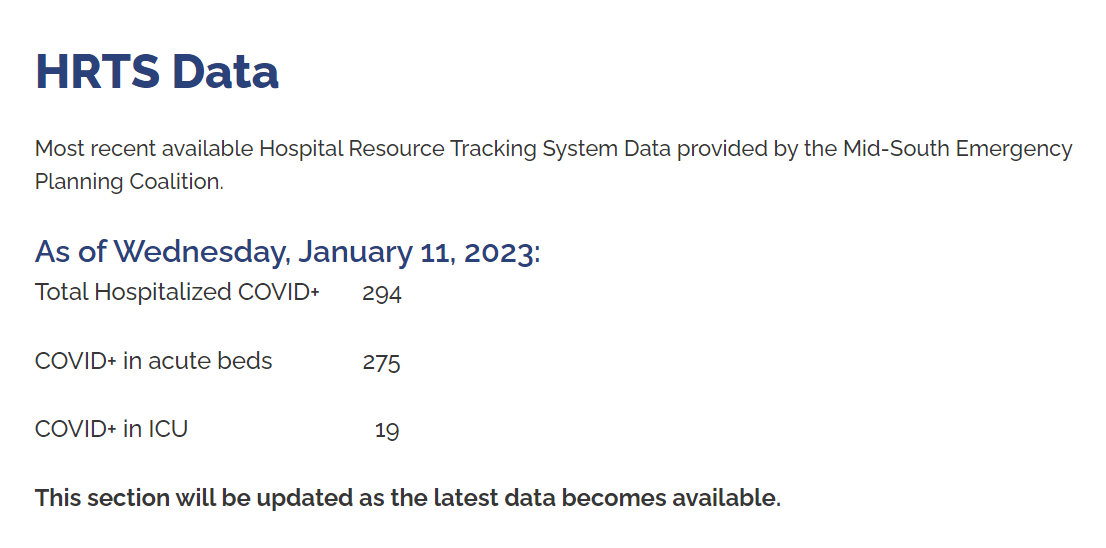 HRTS Data
Most recent available Hospital Resource Tracking System Data provided by the Mid-South Emergency
Planning Coalition.
As of Wednesday, January 11, 2023:
Total Hospitalized COVID+ 294
COVID+ in acute beds 275
COVID+ in ICU 19
This section will be updated as the latest data becomes available.